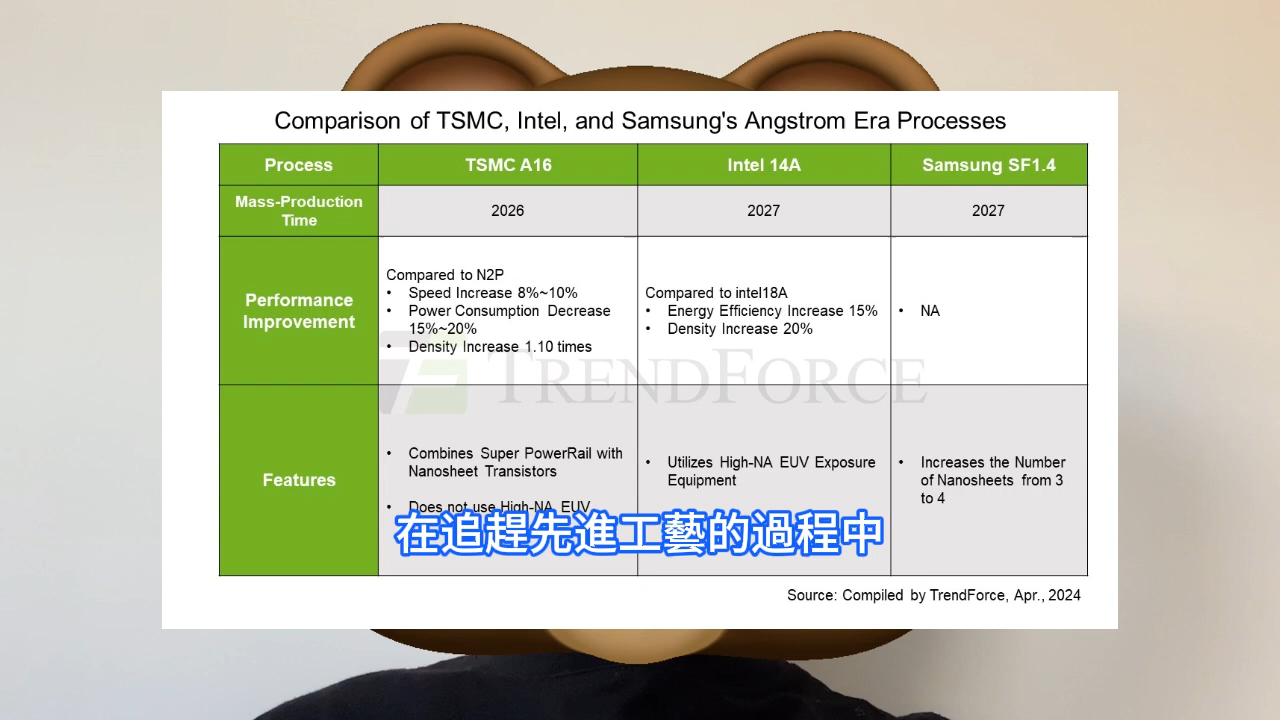 Comparison of TSMC, Intel, and Samsung's Angstrom Era Processes
Process
TSMC A16
Intel 14A
Samsung SF1.4
Mass-Production
Time
2026
2027
2027
Performance
Improvement
Compared to N2P
• Speed Increase 8%~10%
• Power Consumption Decrease
15%~20%
• Density Increase 1.10 times
Compared to intel18A
• Energy Efficiency Increase 15%
• Density Increase 20%
• NA
TRENDFORCE
Features
• Combines Super PowerRail with
Nanosheet Transistors
• Does not use High-NA EUV
• Utilizes High-NA EUV Exposure
Equipment
• Increases the Number
of Nanosheets from 3
to 4
在追趕先進工藝的過程中
Source: Compiled by TrendForce, Apr., 2024